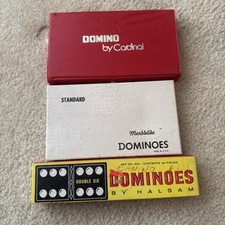 DOMINO
by Cardinal
STANDARD
Marblelike
DOMINOES
DOUBLE SIX
DOMINOES
BY HALSAM